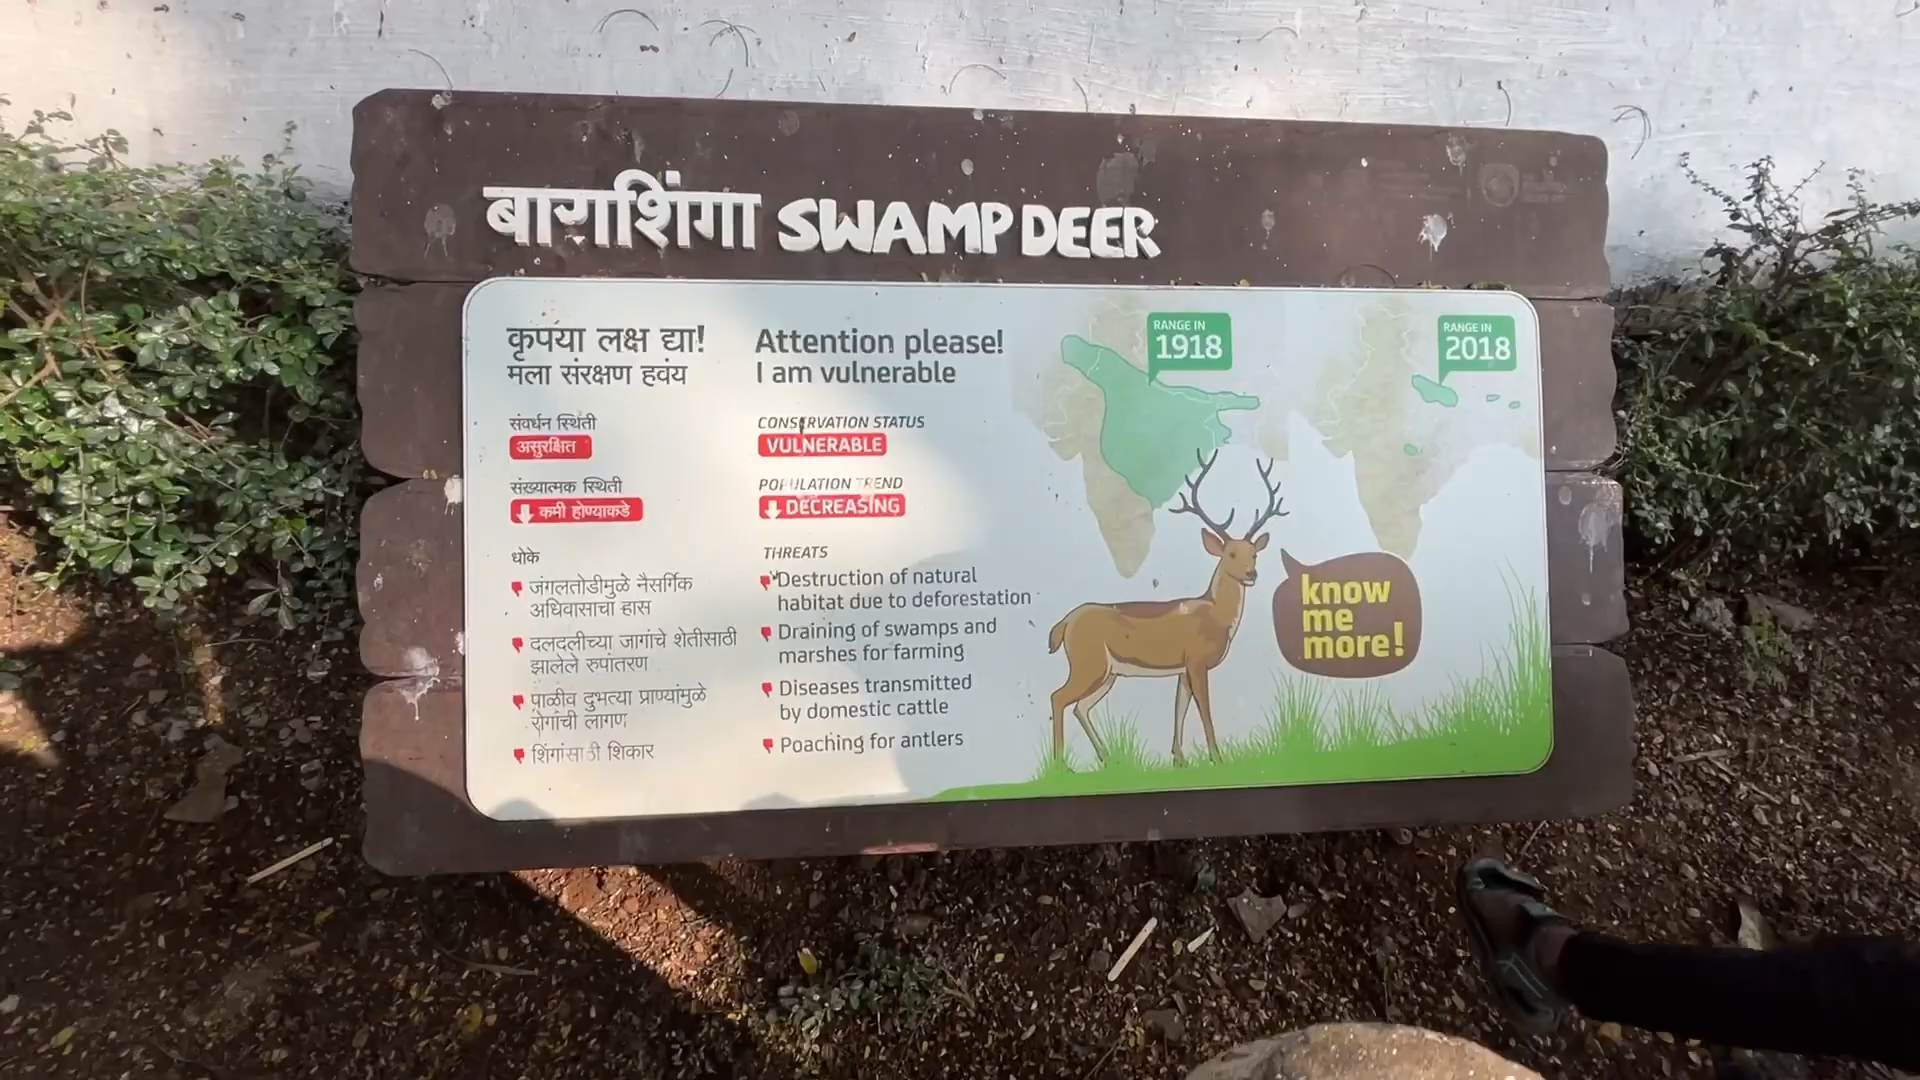 बाराशिंगा SWAMP DEER
कृपया लक्ष द्या!
मला संरक्षण हवंय
संवर्धन स्थिती
असुरक्षित
संख्यात्मक स्थिती
कमी होण्याकडे
धोके
जंगलतोडीमुळे नैसर्गिक
अधिवासाचा ह्रास
दलदलीच्या जागांचे शेतीसाठी
झालेले रुपांतरण
पाळीव दुभत्या प्राण्यांमुळे
रोगांची लागण
शिंगांसाठी शिकार
Attention please!
I am vulnerable
CONSERVATION STATUS
VULNERABLE
POPULATION TREND
DECREASING
THREATS
Destruction of natural
habitat due to deforestation
Draining of swamps and
marshes for farming
Diseases transmitted
by domestic cattle
Poaching for antlers
RANGE IN
1918
RANGE IN
2018
know
me
more!